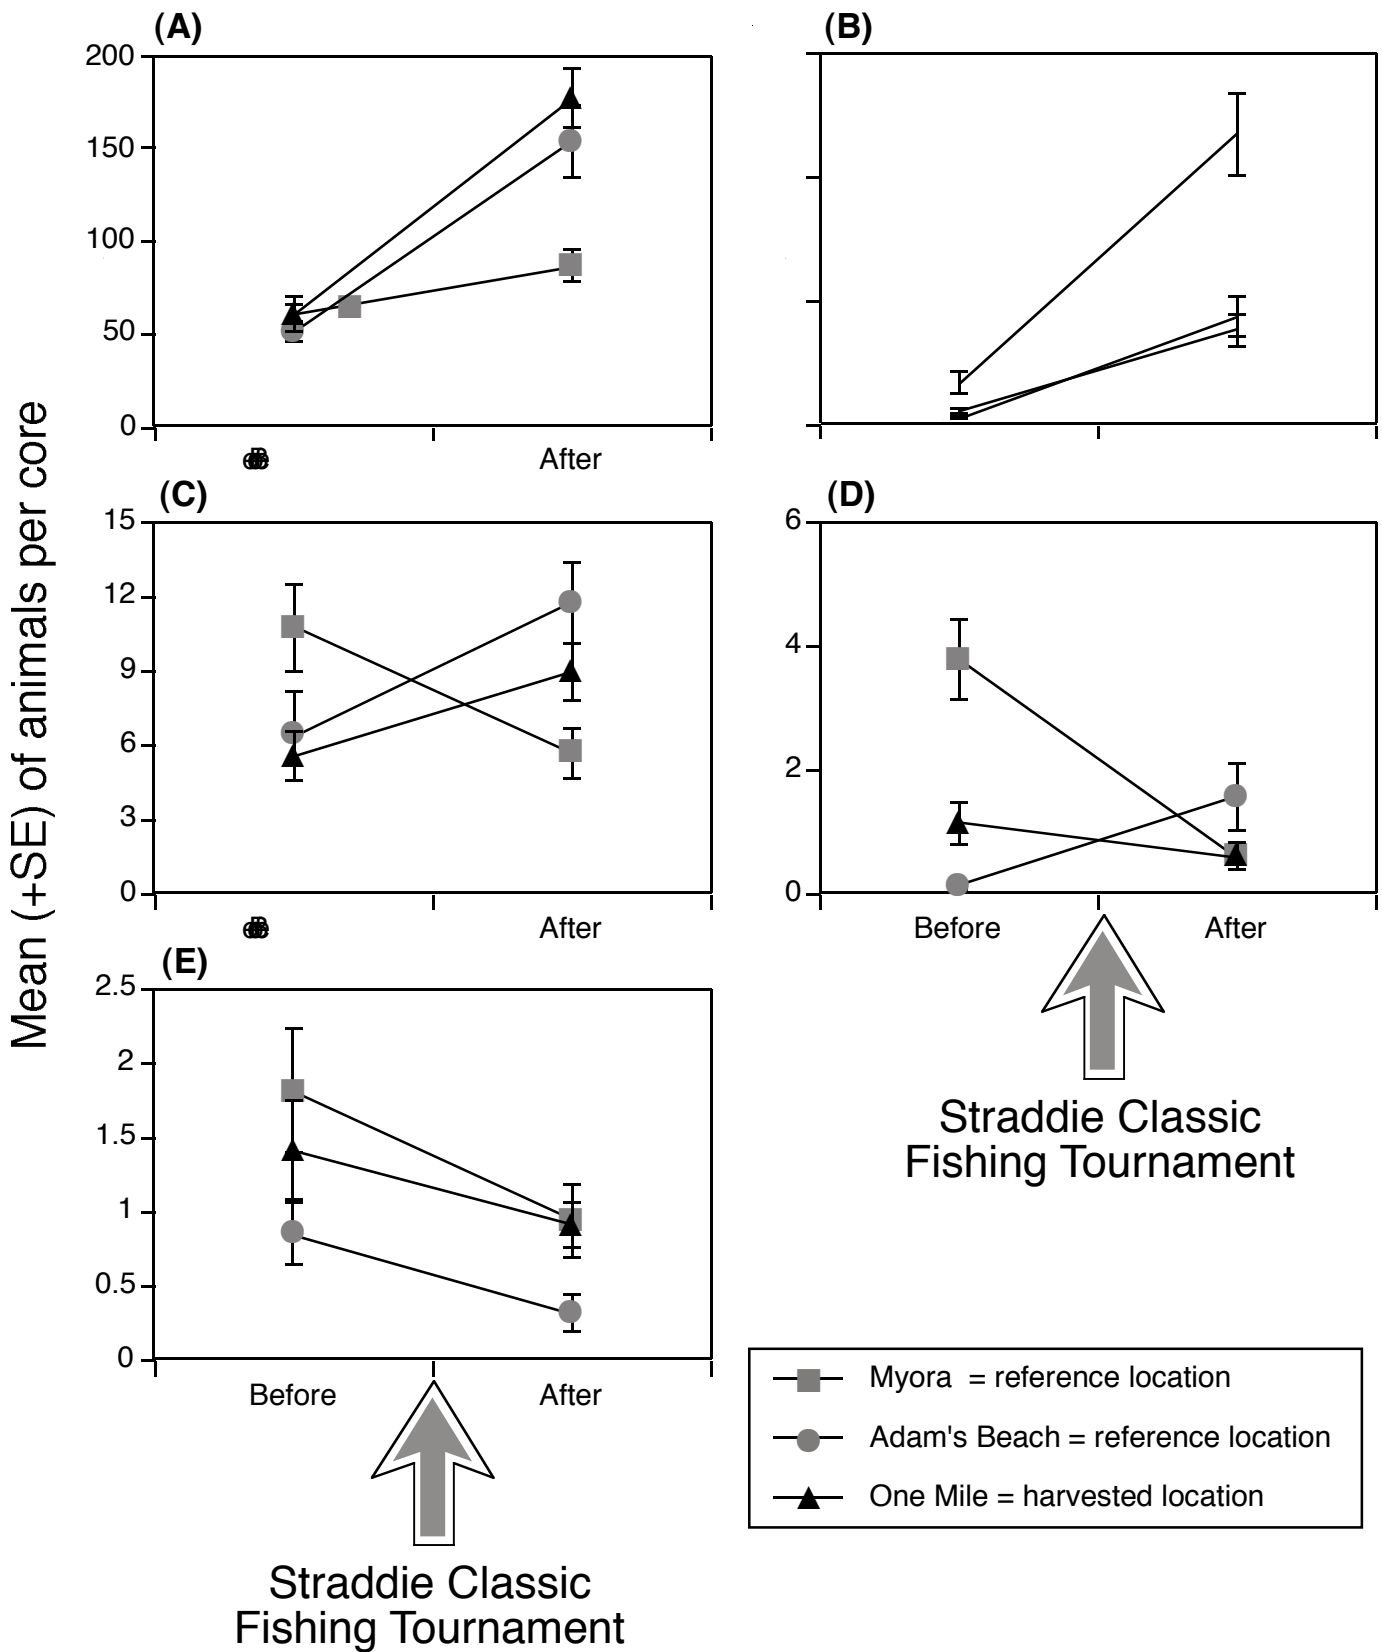 (A)
(B)
Mean (+SE) of animals per core
200
150
100
50
0
After
(C)
(D)
15
12
9
6
3
0
After
6
4
2
0
Before After
(E)
2.5
2
1.5
1
0.5
0
Before After
Straddie Classic
Fishing Tournament
Straddie Classic
Fishing Tournament
Myora = reference location
Adam's Beach = reference location
One Mile = harvested location